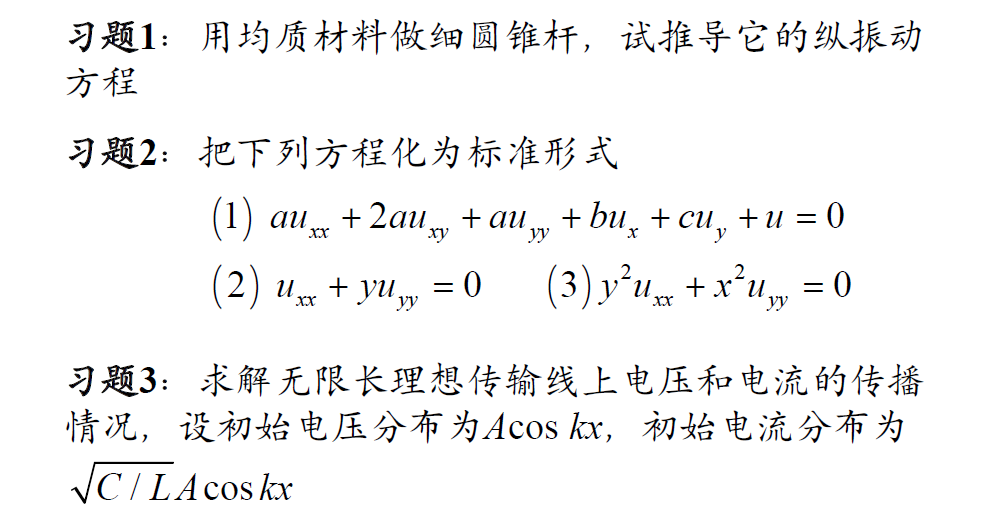 习题1：用均质材料做细圆锥杆，试推导它的纵振动
方程
习题2：把下列方程化为标准形式
(1) au_{xx} + 2au_{xy} + au_{yy} + bu_x + cu_y + u = 0
(2) u_{xx} + yu_{yy} = 0 (3) y^2u_{xx} + x^2u_{yy} = 0
习题3：求解无限长理想传输线上电压和电流的传播
情况，设初始电压分布为Acos kx，初始电流分布为
√(C / L) A cos kx